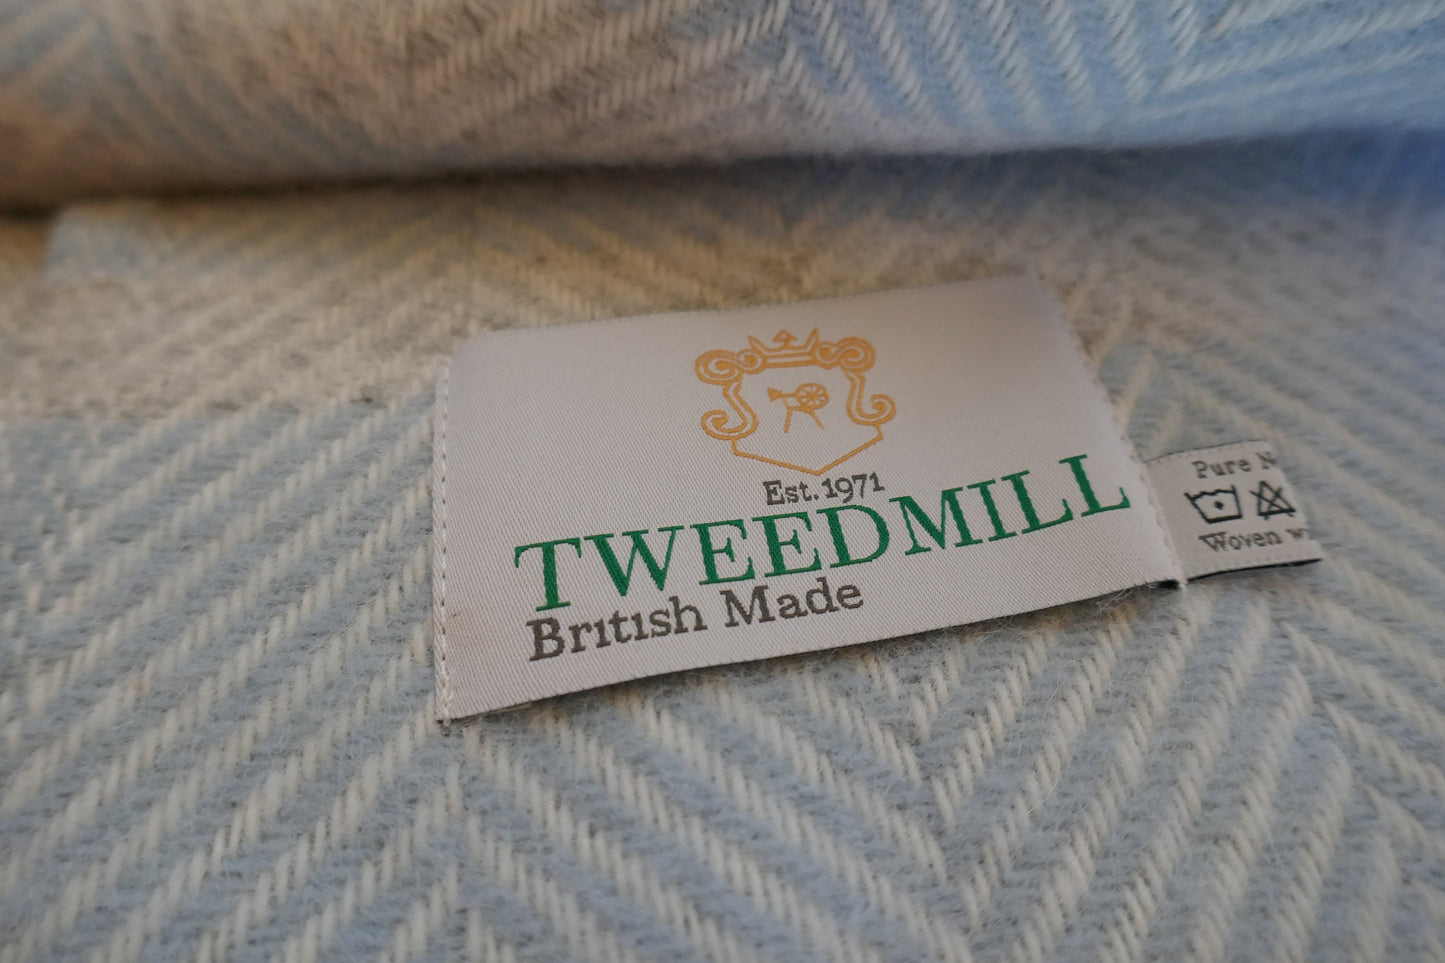 Est. 1971
TWEEDMILL
British Made
Pure
Woven